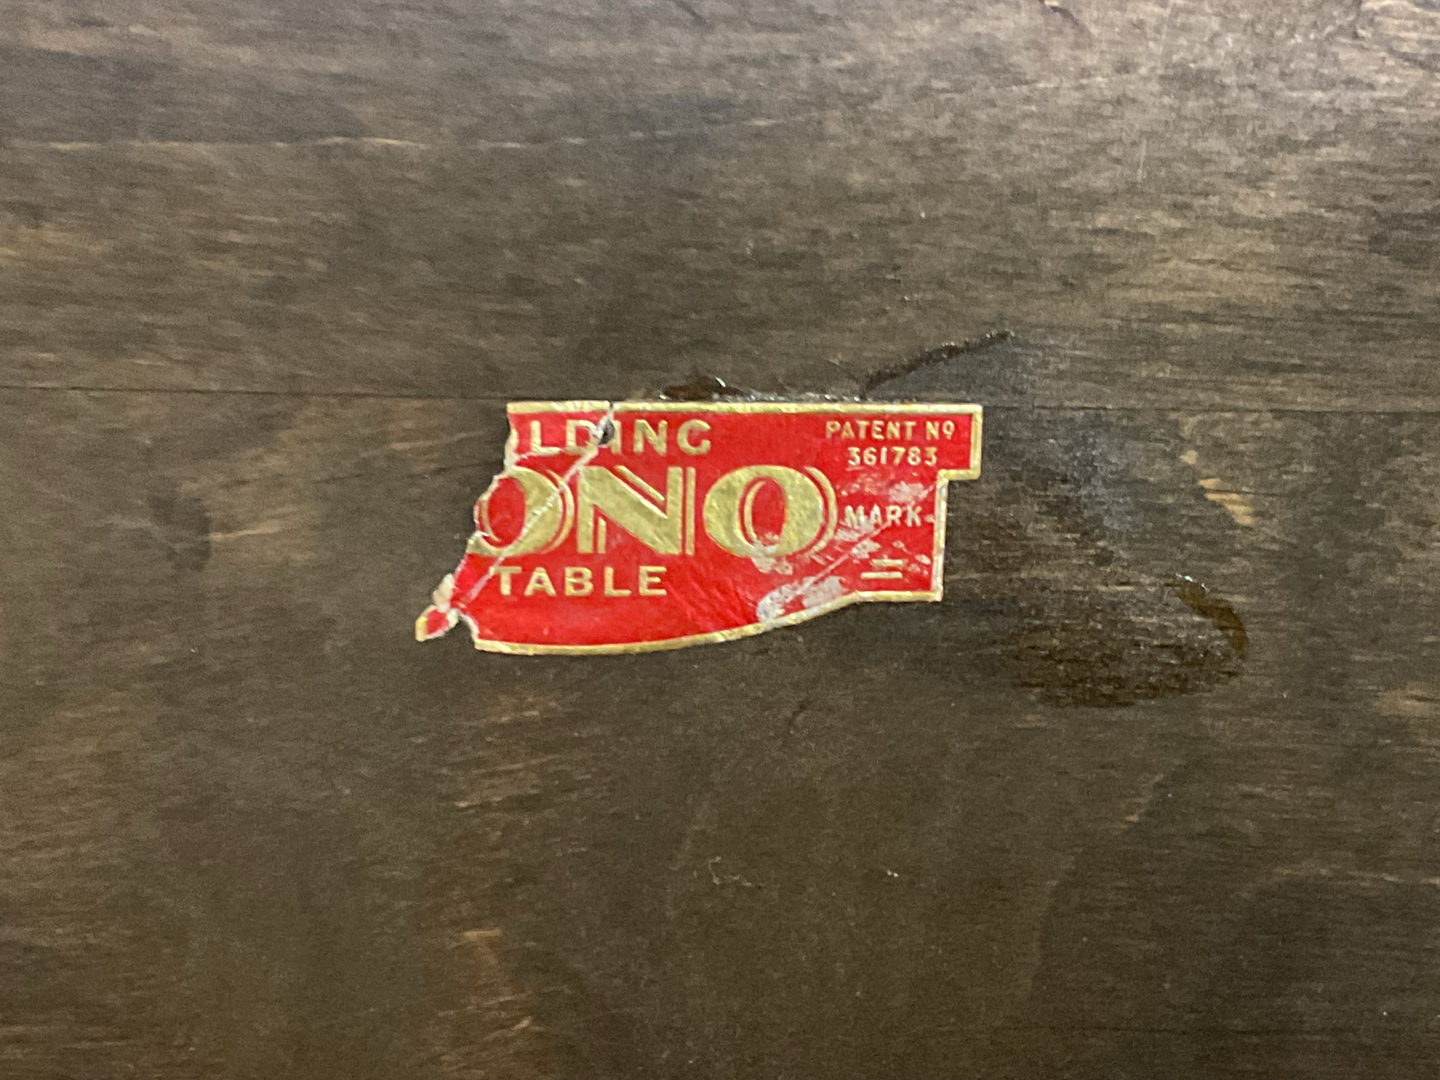 LDING
PATENT Nº
361783
ONO
MARK
TABLE